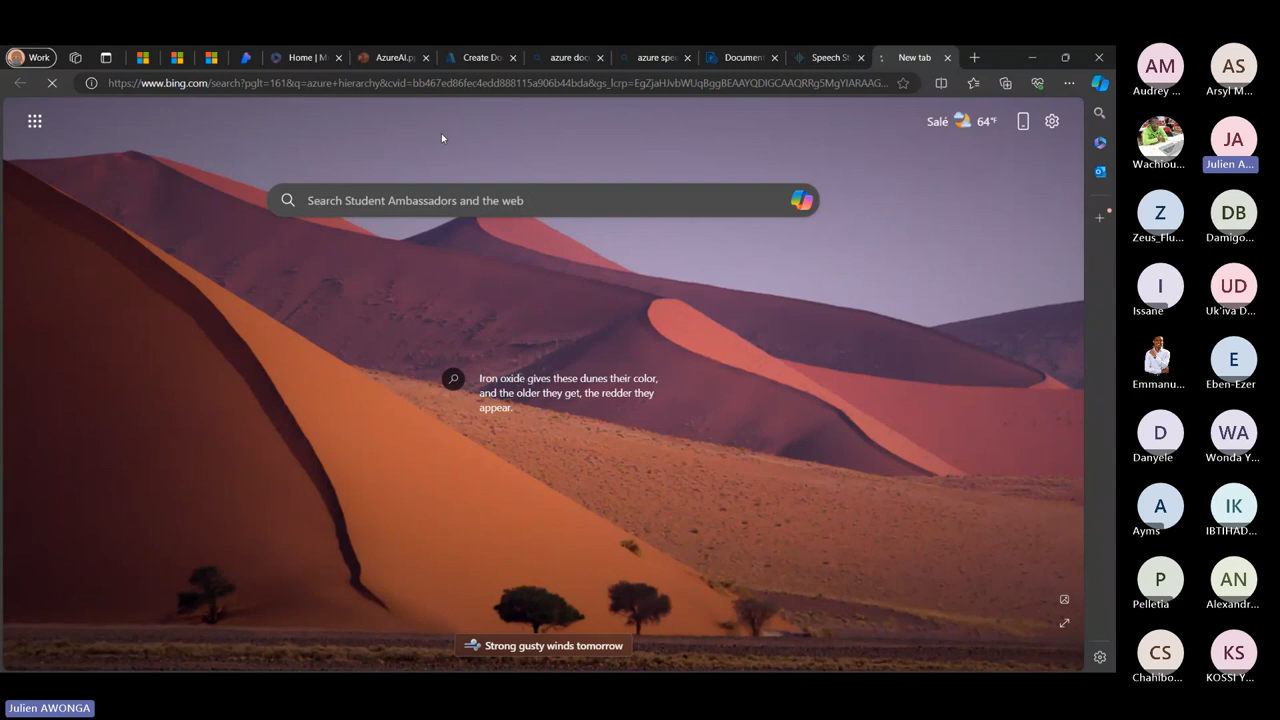 Work
Home | M
AzureAI.p
Create Do
azure doc
azure spe
Document
Speech St
New tab
https://www.bing.com/search?pglt=161&q=azure+hierarchy&cvid=bb467ed86fec4edd888115a906b44bda&gs_lcrp=EgZjaHJvbWUqBggBEAAYQDIGCAAQRRg5MgYIARAAG...
Salé 64°F
Search Student Ambassadors and the web
Iron oxide gives these dunes their color,
and the older they get, the redder they
appear.
Strong gusty winds tomorrow
AM AS
Audrey ... Arsyl M...
JA
Wachiou... Julien A...
Z DB
Zeus_Flu... Damigo...
I UD
Issane Uk'iva D...
E
Emmanu... Eben-Ezer
D WA
Danyele Wonda Y...
A IK
Ayms IBTIHAD...
P AN
Pelletia Alexandr...
CS KS
Chahibo... KOSSI Y...
Julien AWONGA